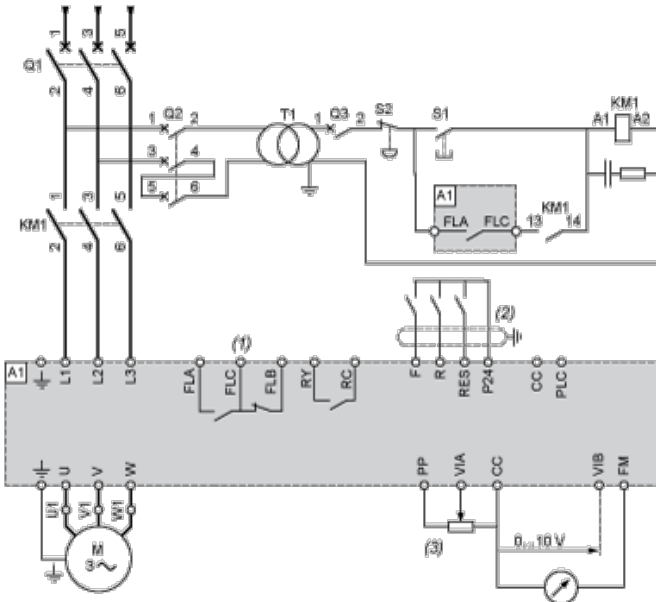 1 3 5
Q1
2 4 6
1 Q2 2 T1 1 Q3 2 S2 S1 KM1
A1 A2
3 4
5 6
A1
FLA FLC 13 KM1 14
1 3 5
KM1
2 4 6
(1) (2)
A1
L1 L2 L3 FLA FLC FLB RY RC F R RES P24 CC PLC
U V W PP VIA CC VIB FM
U1 V1 W1
(3)
M
3